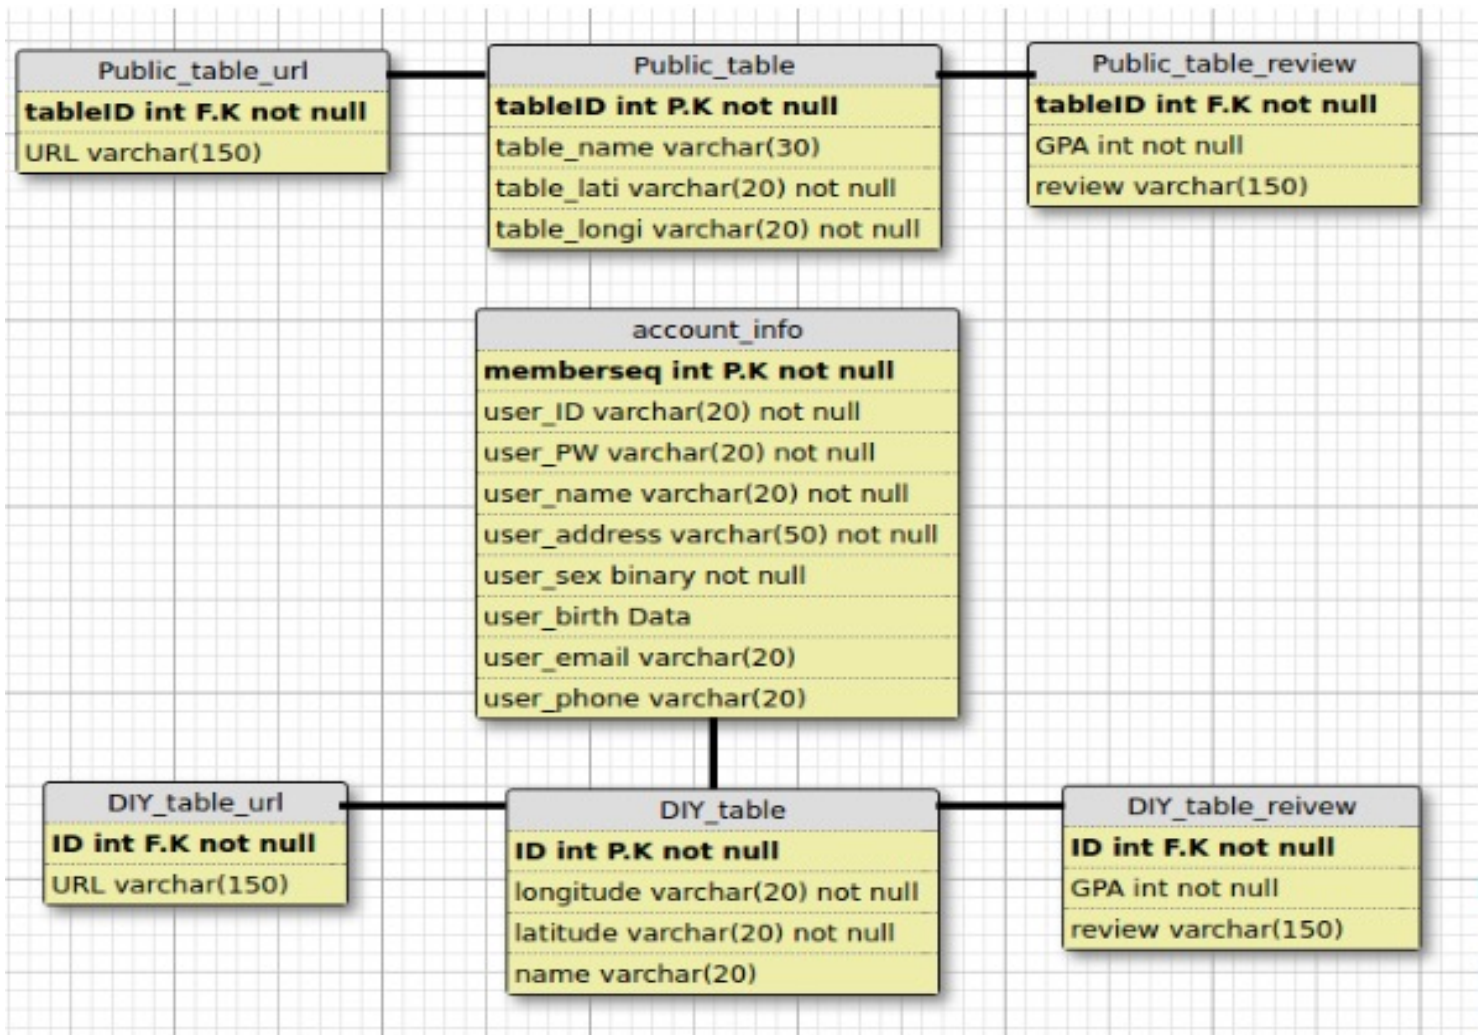 Public_table_url
tableID int F.K not null
URL varchar(150)
Public_table
tableID int P.K not null
table_name varchar(30)
table_lati varchar(20) not null
table_longi varchar(20) not null
Public_table_review
tableID int F.K not null
GPA int not null
review varchar(150)
account_info
memberseq int P.K not null
user_ID varchar(20) not null
user_PW varchar(20) not null
user_name varchar(20) not null
user_address varchar(50) not null
user_sex binary not null
user_birth Data
user_email varchar(20)
user_phone varchar(20)
DIY_table_url
ID int F.K not null
URL varchar(150)
DIY_table
ID int P.K not null
longitude varchar(20) not null
latitude varchar(20) not null
name varchar(20)
DIY_table_reivew
ID int F.K not null
GPA int not null
review varchar(150)